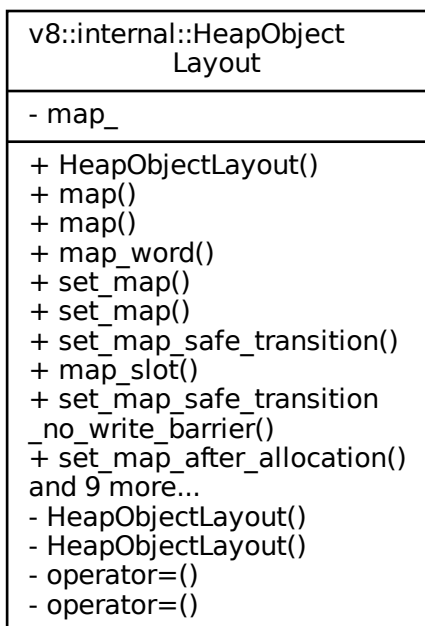 v8::internal::HeapObject
Layout
- map_
+ HeapObjectLayout()
+ map()
+ map()
+ map_word()
+ set_map()
+ set_map()
+ set_map_safe_transition()
+ map_slot()
+ set_map_safe_transition
_no_write_barrier()
+ set_map_after_allocation()
and 9 more...
- HeapObjectLayout()
- HeapObjectLayout()
- operator=()
- operator=()